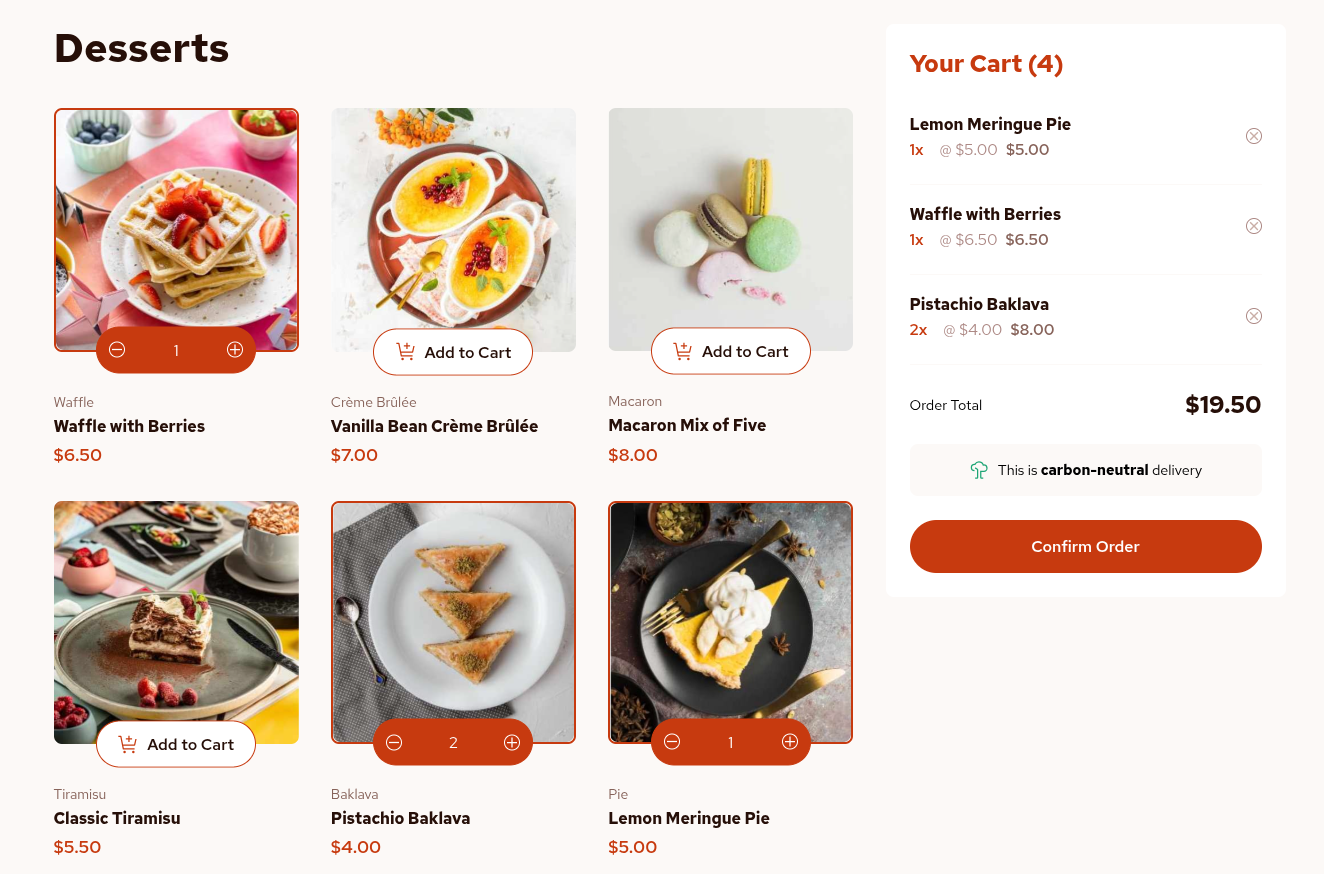 Desserts
1
Add to Cart
Add to Cart
Waffle
Waffle with Berries
$6.50
Crème Brûlée
Vanilla Bean Crème Brûlée
$7.00
Macaron
Macaron Mix of Five
$8.00
Add to Cart
2
1
Tiramisu
Classic Tiramisu
$5.50
Baklava
Pistachio Baklava
$4.00
Pie
Lemon Meringue Pie
$5.00
Your Cart (4)
Lemon Meringue Pie
1x @ $5.00 $5.00
Waffle with Berries
1x @ $6.50 $6.50
Pistachio Baklava
2x @ $4.00 $8.00
Order Total $19.50
This is carbon-neutral delivery
Confirm Order